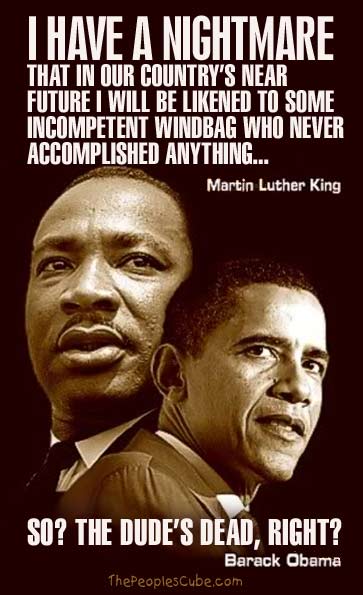 I HAVE A NIGHTMARE
THAT IN OUR COUNTRY'S NEAR
FUTURE I WILL BE LIKENED TO SOME
INCOMPETENT WINDBAG WHO NEVER
ACCOMPLISHED ANYTHING...
Martin Luther King
SO? THE DUDE'S DEAD, RIGHT?
Barack Obama
ThePeoplesCube.com